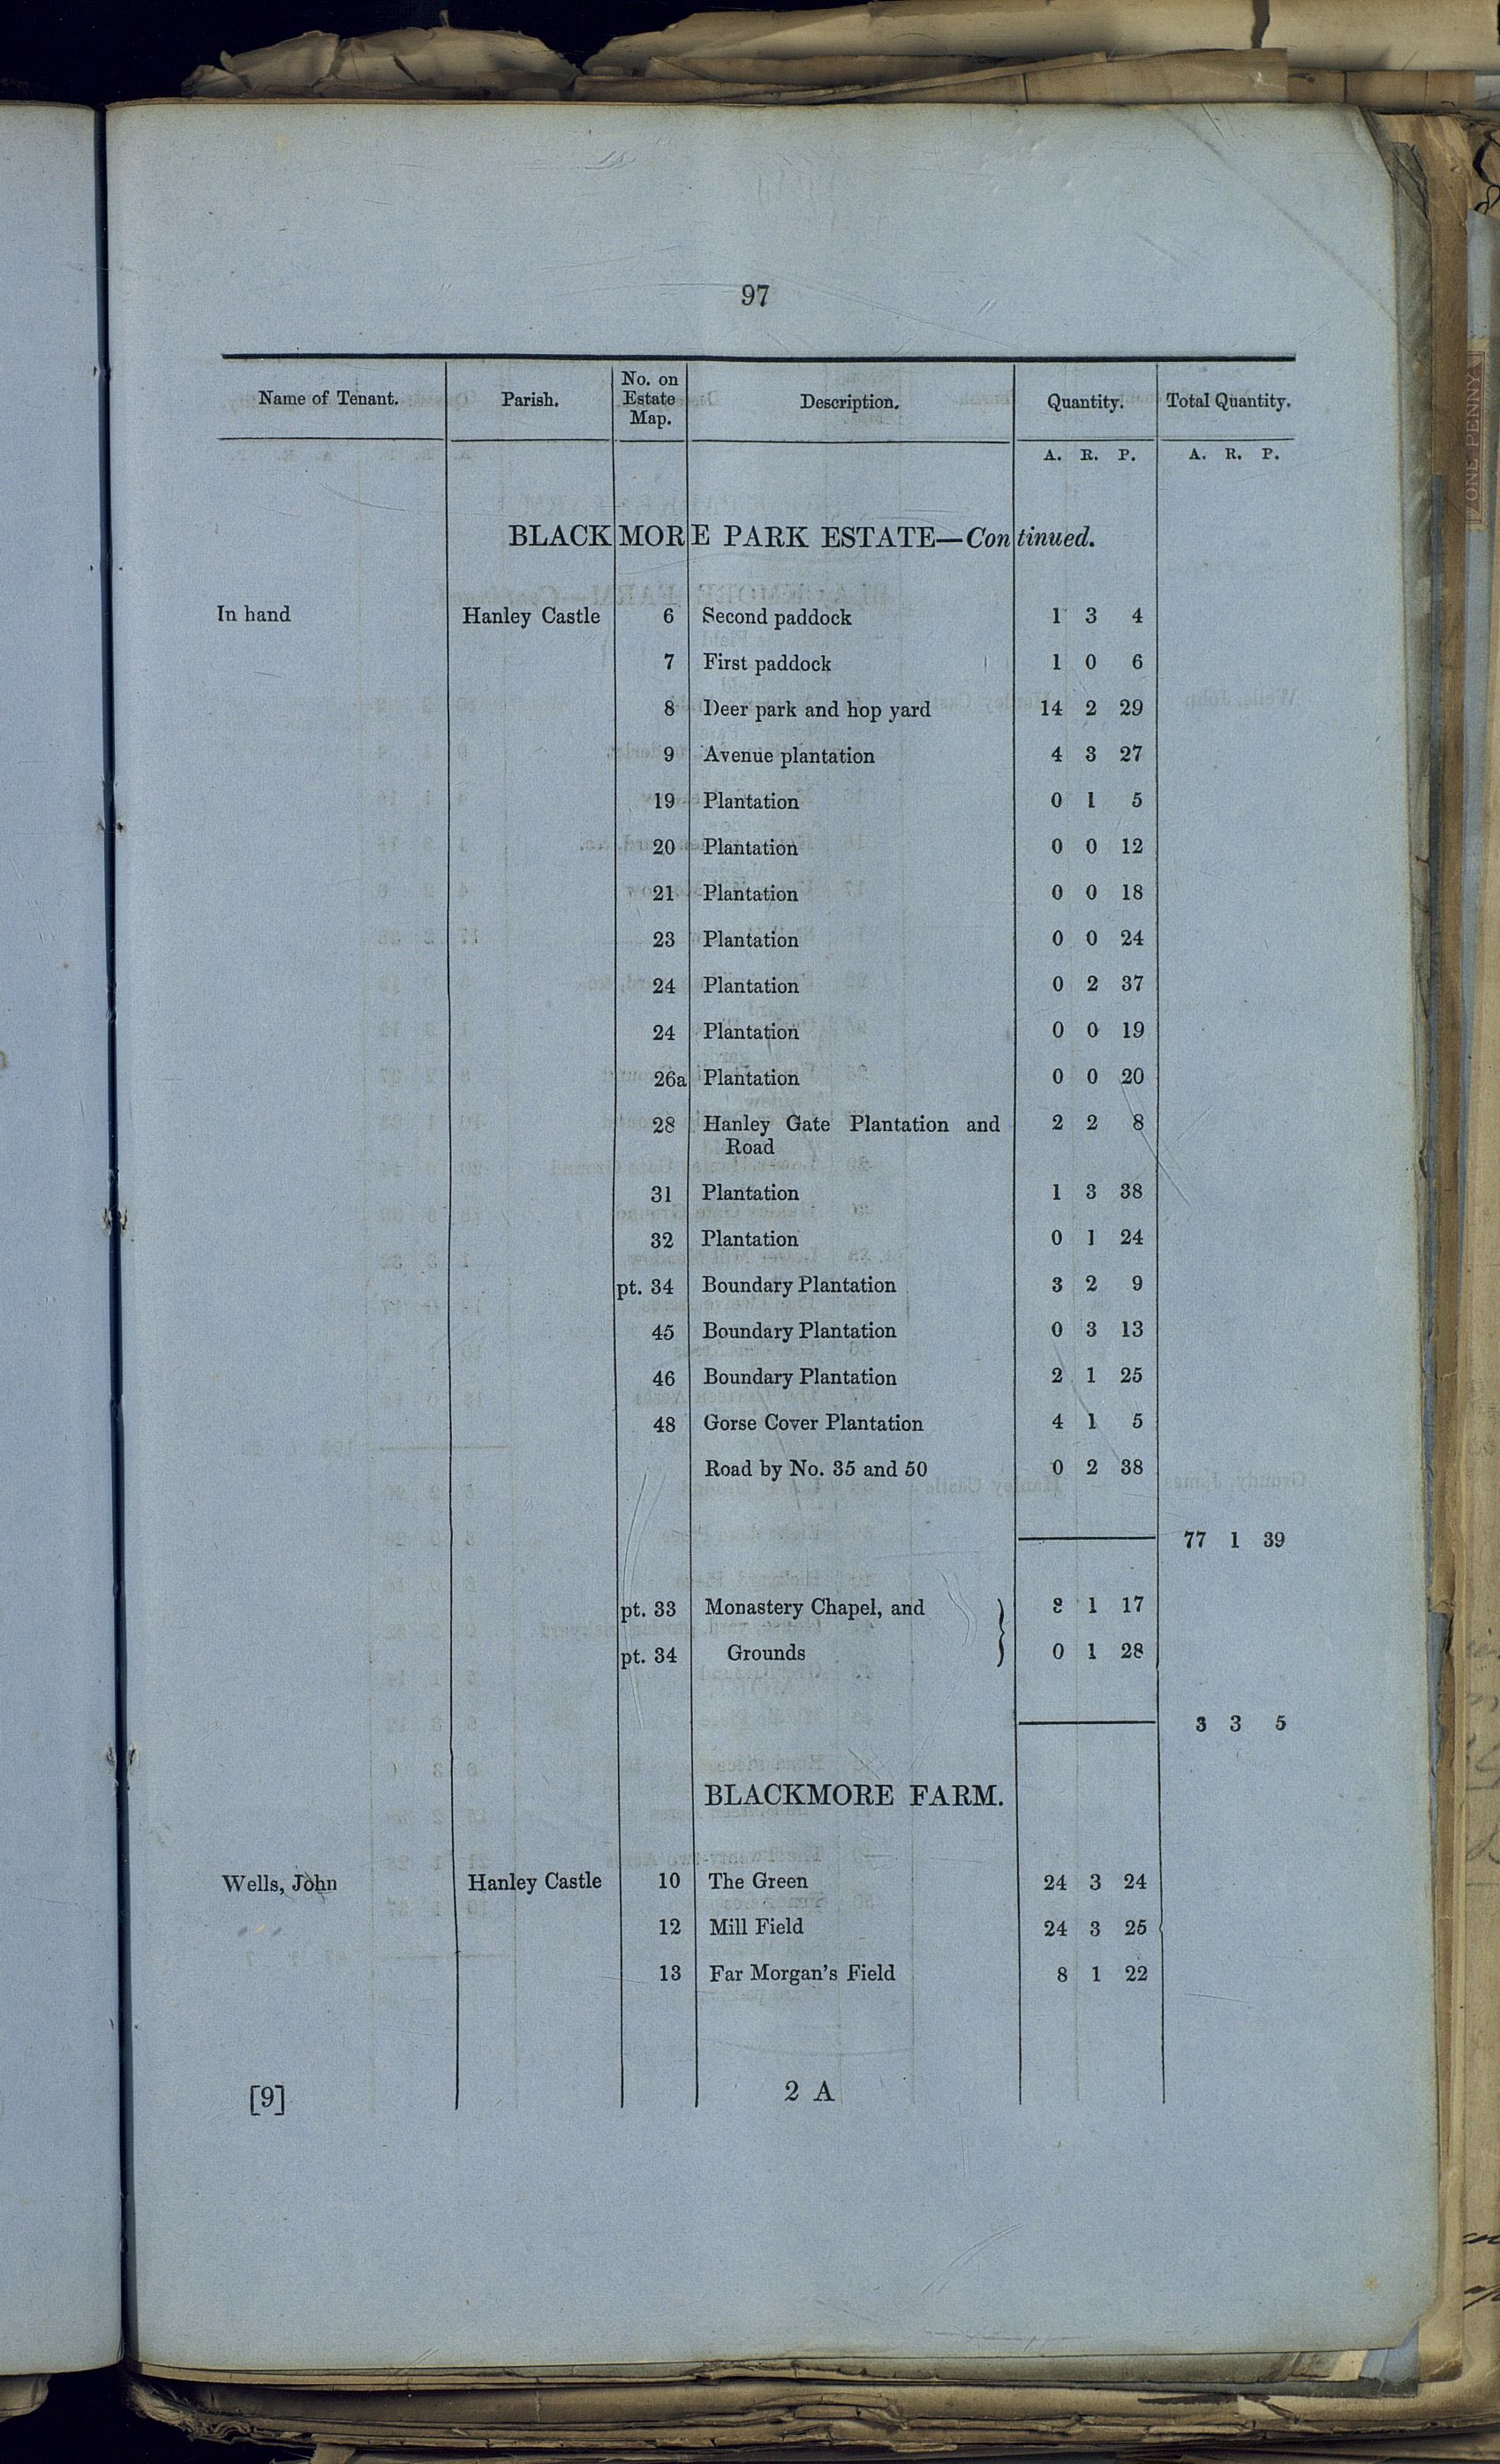 97
Name of Tenant. Parish. No. on Estate Map. Description. Quantity. Total Quantity.
A. R. P. A. R. P.
BLACKMORE PARK ESTATE—Continued.
In hand Hanley Castle 6 Second paddock 1 3 4
7 First paddock 1 0 6
8 Deer park and hop yard 14 2 29
9 Avenue plantation 4 3 27
19 Plantation 0 1 5
20 Plantation 0 0 12
21 Plantation 0 0 18
23 Plantation 0 0 24
24 Plantation 0 2 37
24 Plantation 0 0 19
26a Plantation 0 0 20
28 Hanley Gate Plantation and 2 2 8
Road
31 Plantation 1 3 38
32 Plantation 0 1 24
pt. 34 Boundary Plantation 3 2 9
45 Boundary Plantation 0 3 13
46 Boundary Plantation 2 1 25
48 Gorse Cover Plantation 4 1 5
Road by No. 35 and 50 0 2 38
77 1 39
pt. 33 Monastery Chapel, and 3 1 17
pt. 34 Grounds 0 1 28
3 3 5
BLACKMORE FARM.
Wells, John Hanley Castle 10 The Green 24 3 24
12 Mill Field 24 3 25
13 Far Morgan's Field 8 1 22
[9] 2 A
ONE PENNY